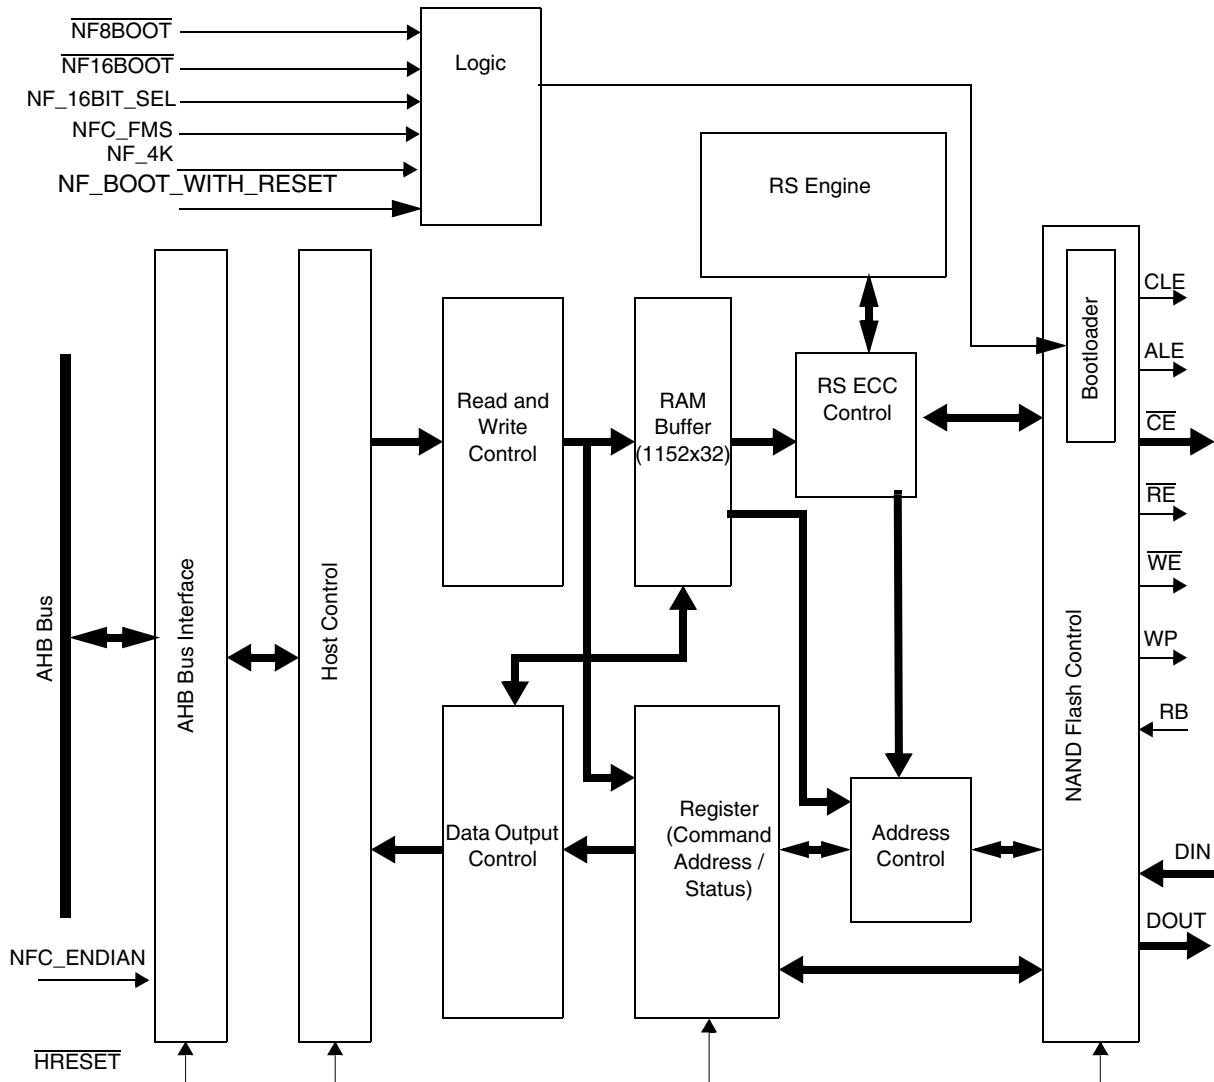 NF8BOOT
NF16BOOT
NF_16BIT_SEL
NFC_FMS
NF_4K
NF_BOOT_WITH_RESET
Logic
RS Engine
AHB Bus
AHB Bus Interface
Host Control
Read and
Write
Control
RAM
Buffer
(1152x32)
RS ECC
Control
Bootloader
NAND Flash Control
CLE
ALE
CE
RE
WE
WP
RB
DIN
DOUT
Data Output
Control
Register
(Command
Address /
Status)
Address
Control
NFC_ENDIAN
HRESET